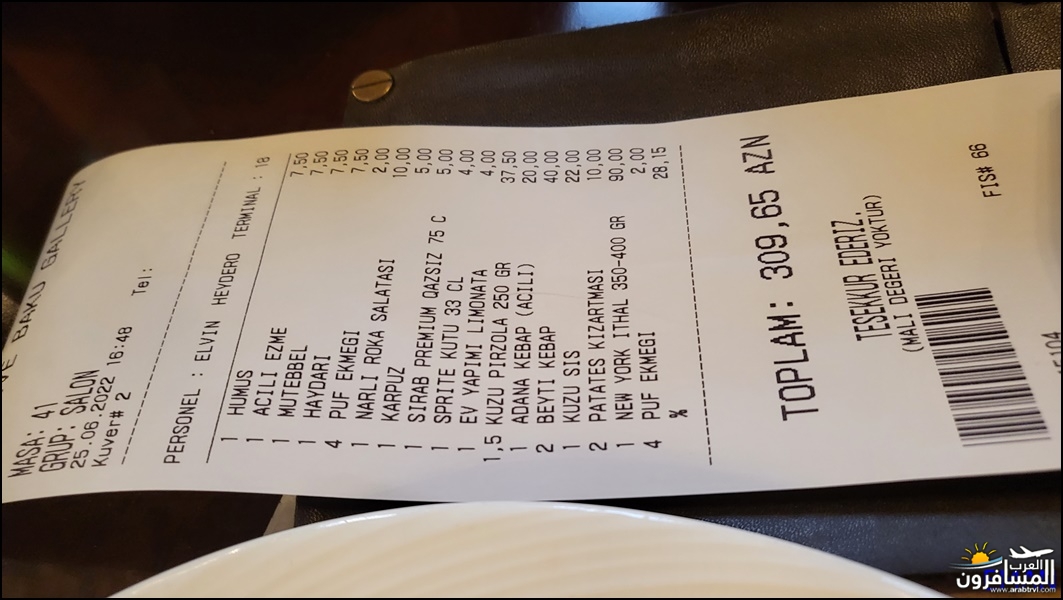 BAKU GALLERY
MASA: 41
GRUP: SALON
25.06.2022 16:48
Kuver# 2 Tel:
PERSONEL : ELVIN HEYDERO TERMINAL : 18
1 HUMUS 7,50
1 ACILI EZME 7,50
1 MUTEBBEL 7,50
1 HAYDARI 7,50
4 PUF EKMEGI 2,00
1 NARLI ROKA SALATASI 10,00
1 KARPUZ 5,00
1 SIRAB PREMIUM QAZSIZ 75 C 5,00
1 SPRITE KUTU 33 CL 4,00
1 EV YAPIMI LIMONATA 4,00
1,5 KUZU PIRZOLA 250 GR 37,50
1 ADANA KEBAP (ACILI) 20,00
2 BEYTI KEBAP 40,00
1 KUZU SIS 22,00
2 PATATES KIZARTMASI 10,00
1 NEW YORK ITHAL 350-400 GR 90,00
4 PUF EKMEGI 2,00
% 28,15
TOPLAM: 309,65 AZN
TESEKKUR EDERIZ.
(MALI DEGERI YOKTUR)
FIS# 66
العرب
المسافرون
www.arabtrvl.com